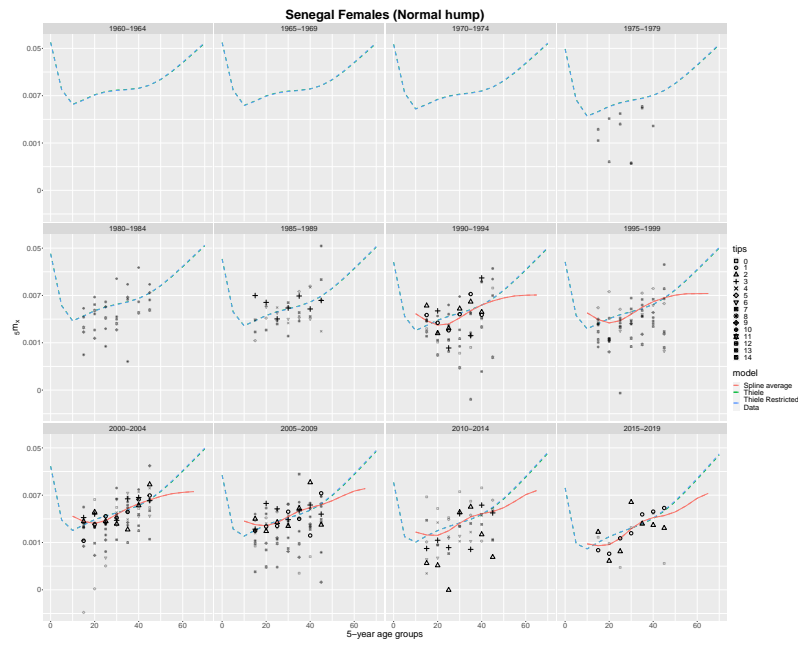 Senegal Females (Normal hump)
1960−1964 1965−1969 1970−1974 1975−1979
0.05
0.007
0.001
0
1980−1984 1985−1989 1990−1994 1995−1999
0.05
0.007
0.001
0
2000−2004 2005−2009 2010−2014 2015−2019
0.05
0.007
0.001
0
0 20 40 60 0 20 40 60 0 20 40 60 0 20 40 60
5−year age groups
5mx
tips
0
1
2
3
4
5
6
7
8
9
10
11
12
13
14
model
Spline average
Thiele
Thiele Restricted
Data